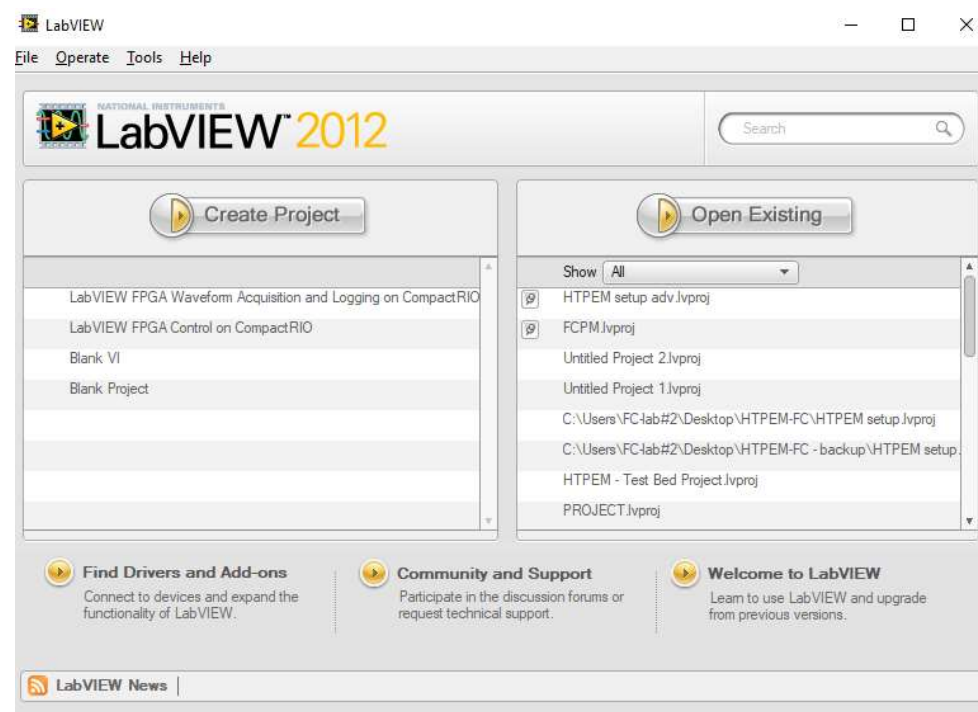 LabVIEW
File Operate Tools Help
NATIONAL INSTRUMENTS
LabVIEW™ 2012
Search
Create Project
LabVIEW FPGA Waveform Acquisition and Logging on CompactRIO
LabVIEW FPGA Control on CompactRIO
Blank VI
Blank Project
Open Existing
Show All
HTPEM setup adv.lvproj
FCPM.lvproj
Untitled Project 2.lvproj
Untitled Project 1.lvproj
C:\Users\FC-lab#2\Desktop\HTPEM-FC\HTPEM setup.lvproj
C:\Users\FC-lab#2\Desktop\HTPEM-FC - backup\HTPEM setup.
HTPEM - Test Bed Project.lvproj
PROJECT.lvproj
Find Drivers and Add-ons
Connect to devices and expand the
functionality of LabVIEW.
Community and Support
Participate in the discussion forums or
request technical support.
Welcome to LabVIEW
Learn to use LabVIEW and upgrade
from previous versions.
LabVIEW News